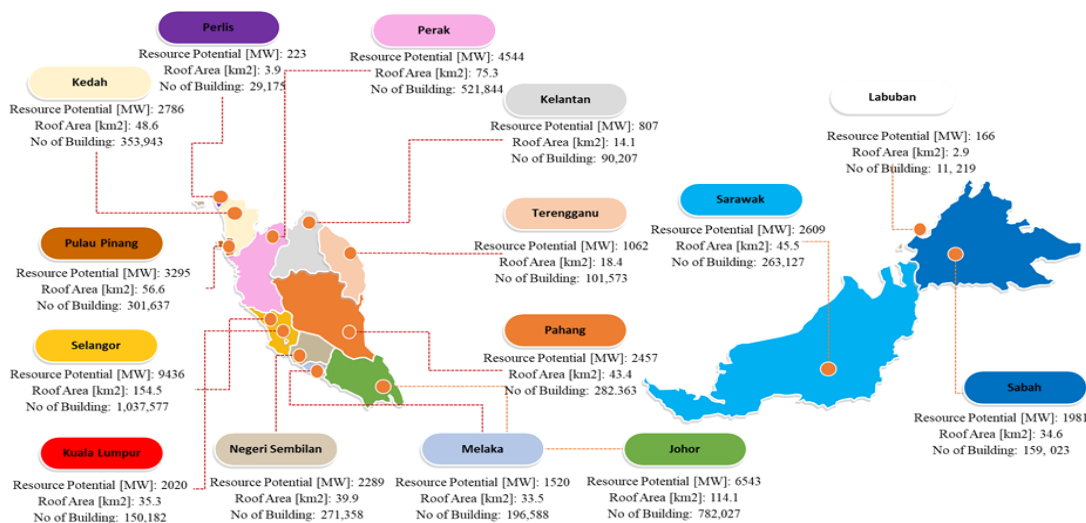 Perlis
Resource Potential [MW]: 223
Roof Area [km2]: 3.9
No of Building: 29,175
Perak
Resource Potential [MW]: 4544
Roof Area [km2]: 75.3
No of Building: 521,844
Kedah
Resource Potential [MW]: 2786
Roof Area [km2]: 48.6
No of Building: 353,943
Kelantan
Resource Potential [MW]: 807
Roof Area [km2]: 14.1
No of Building: 90,207
Labuban
Resource Potential [MW]: 166
Roof Area [km2]: 2.9
No of Building: 11, 219
Terengganu
Resource Potential [MW]: 1062
Roof Area [km2]: 18.4
No of Building: 101,573
Sarawak
Resource Potential [MW]: 2609
Roof Area [km2]: 45.5
No of Building: 263,127
Pulau Pinang
Resource Potential [MW]: 3295
Roof Area [km2]: 56.6
No of Building: 301,637
Selangor
Resource Potential [MW]: 9436
Roof Area [km2]: 154.5
No of Building: 1,037,577
Pahang
Resource Potential [MW]: 2457
Roof Area [km2]: 43.4
No of Building: 282.363
Sabah
Resource Potential [MW]: 1981
Roof Area [km2]: 34.6
No of Building: 159, 023
Kuala Lumpur
Resource Potential [MW]: 2020
Roof Area [km2]: 35.3
No of Building: 150,182
Negeri Sembilan
Resource Potential [MW]: 2289
Roof Area [km2]: 39.9
No of Building: 271,358
Melaka
Resource Potential [MW]: 1520
Roof Area [km2]: 33.5
No of Building: 196,588
Johor
Resource Potential [MW]: 6543
Roof Area [km2]: 114.1
No of Building: 782,027